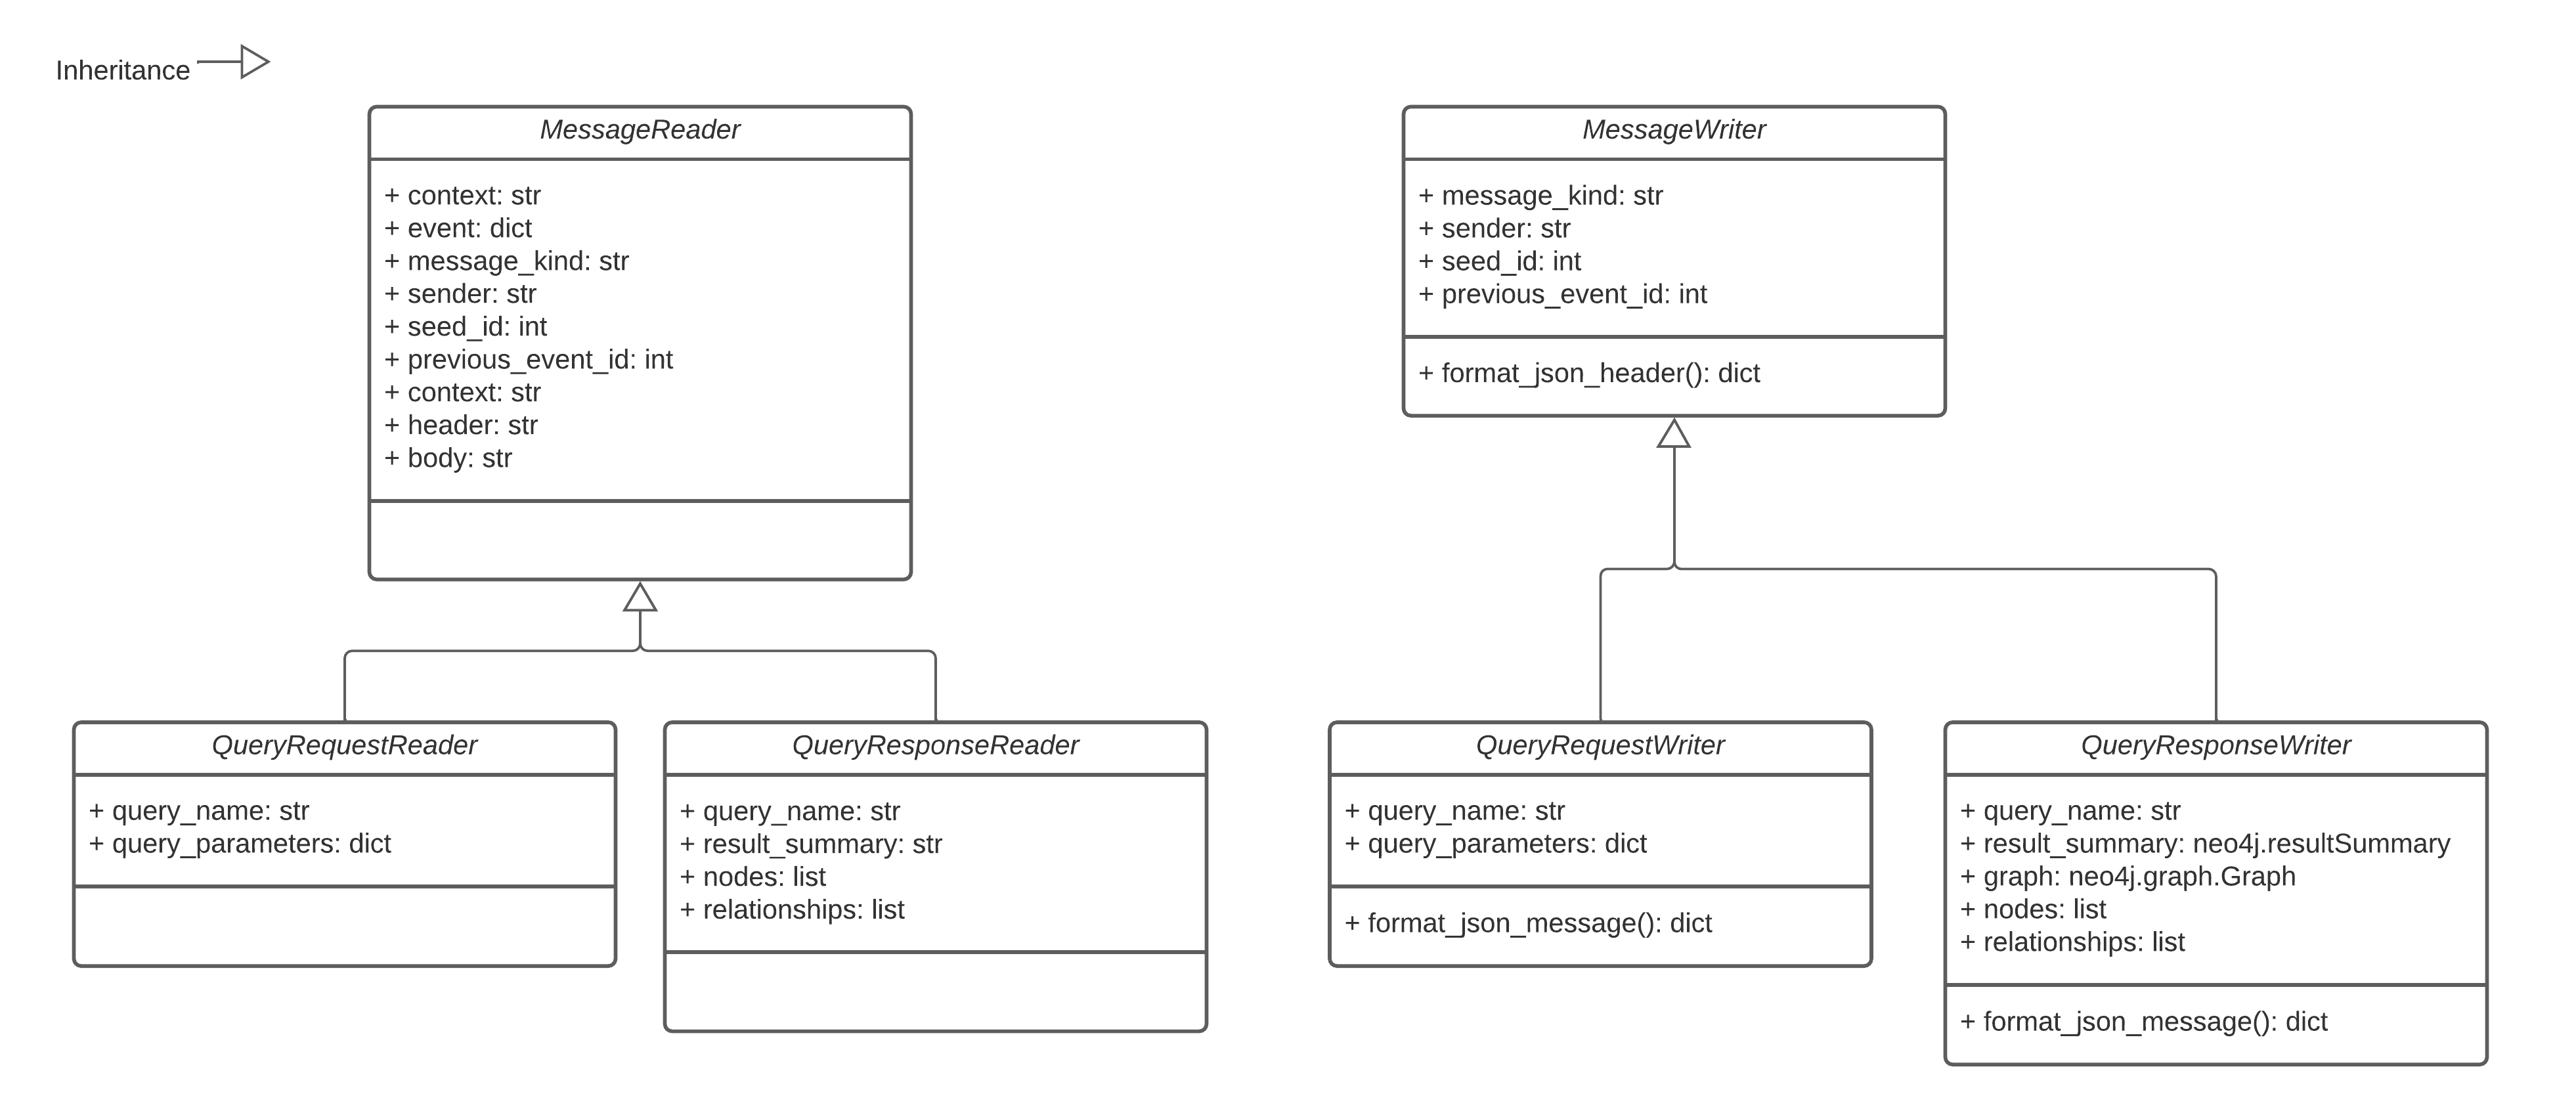 Inheritance
MessageReader
+ context: str
+ event: dict
+ message_kind: str
+ sender: str
+ seed_id: int
+ previous_event_id: int
+ context: str
+ header: str
+ body: str
MessageWriter
+ message_kind: str
+ sender: str
+ seed_id: int
+ previous_event_id: int
+ format_json_header(): dict
QueryRequestReader
+ query_name: str
+ query_parameters: dict
QueryResponseReader
+ query_name: str
+ result_summary: str
+ nodes: list
+ relationships: list
QueryRequestWriter
+ query_name: str
+ query_parameters: dict
+ format_json_message(): dict
QueryResponseWriter
+ query_name: str
+ result_summary: neo4j.resultSummary
+ graph: neo4j.graph.Graph
+ nodes: list
+ relationships: list
+ format_json_message(): dict